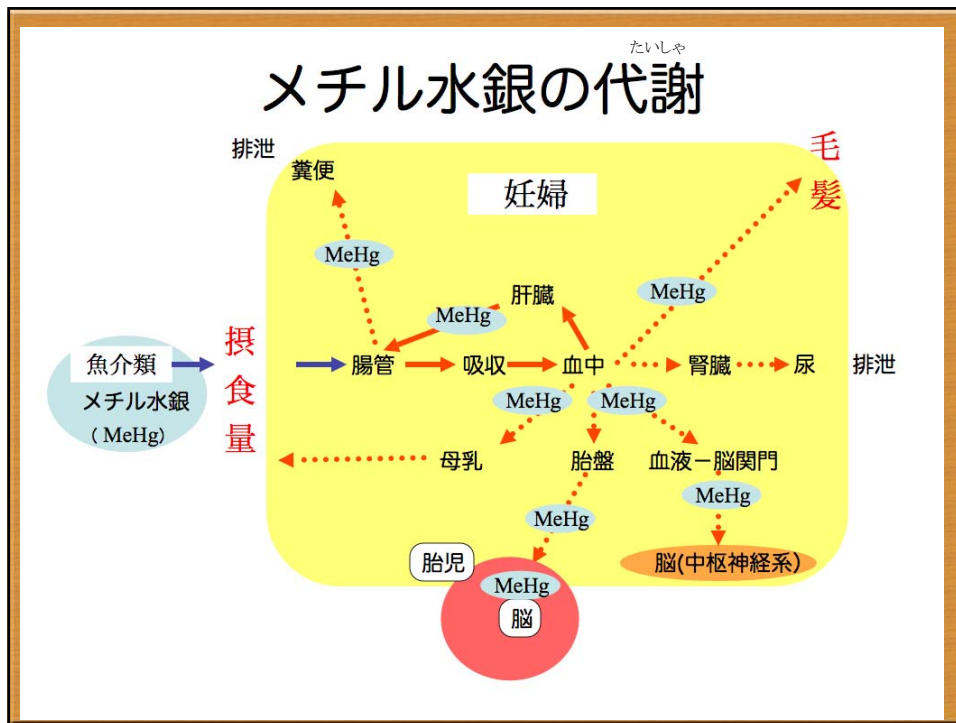 たいしゃ
メチル水銀の代謝
排泄
糞便
妊婦
毛髪
MeHg
MeHg
肝臓
MeHg
魚介類
メチル水銀
(MeHg)
摂食量
腸管
吸収
血中
腎臓
尿
排泄
MeHg
MeHg
母乳
胎盤
血液－脳関門
MeHg
MeHg
胎児
脳(中枢神経系)
MeHg
脳